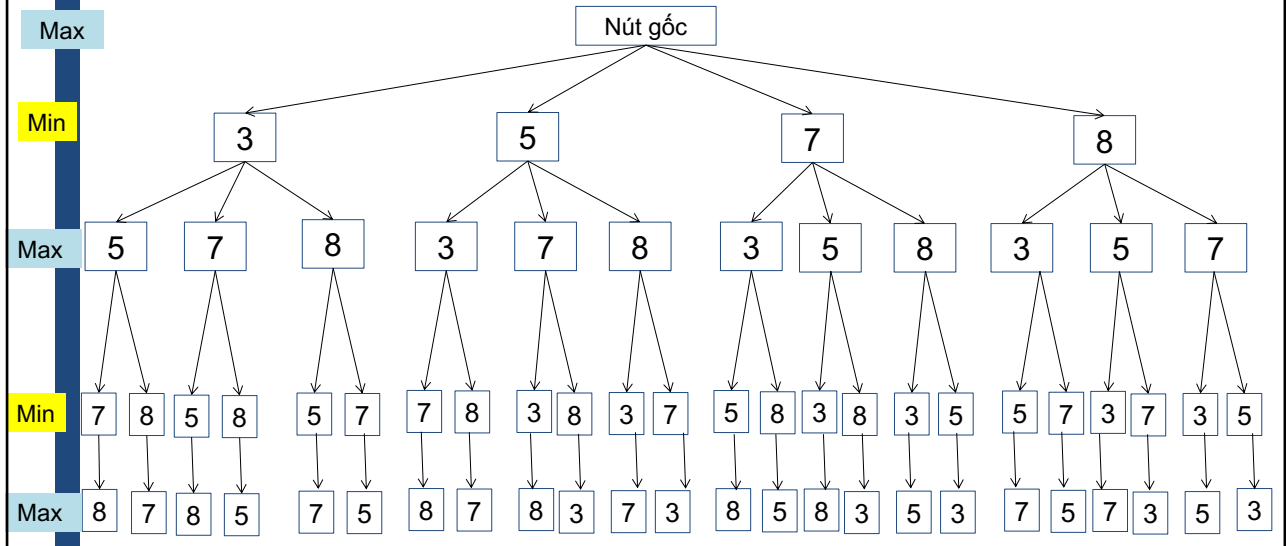 Max Nút gốc
Min 3 5 7 8
Max 5 7 8 3 7 8 3 5 8 3 5 7
Min 7 8 5 8 5 7 7 8 3 8 3 7 5 8 3 8 3 5 5 7 3 7 3 5
Max 8 7 8 5 7 5 8 7 8 3 7 3 8 5 8 3 5 3 7 5 7 3 5 3